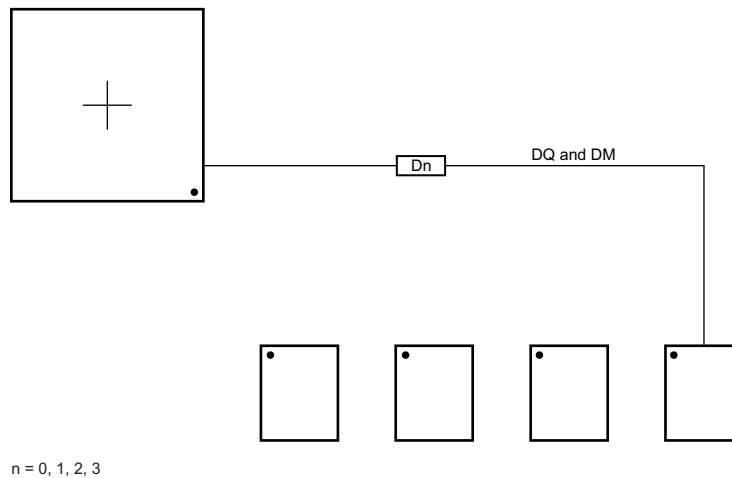 DQ and DM
Dn
n = 0, 1, 2, 3